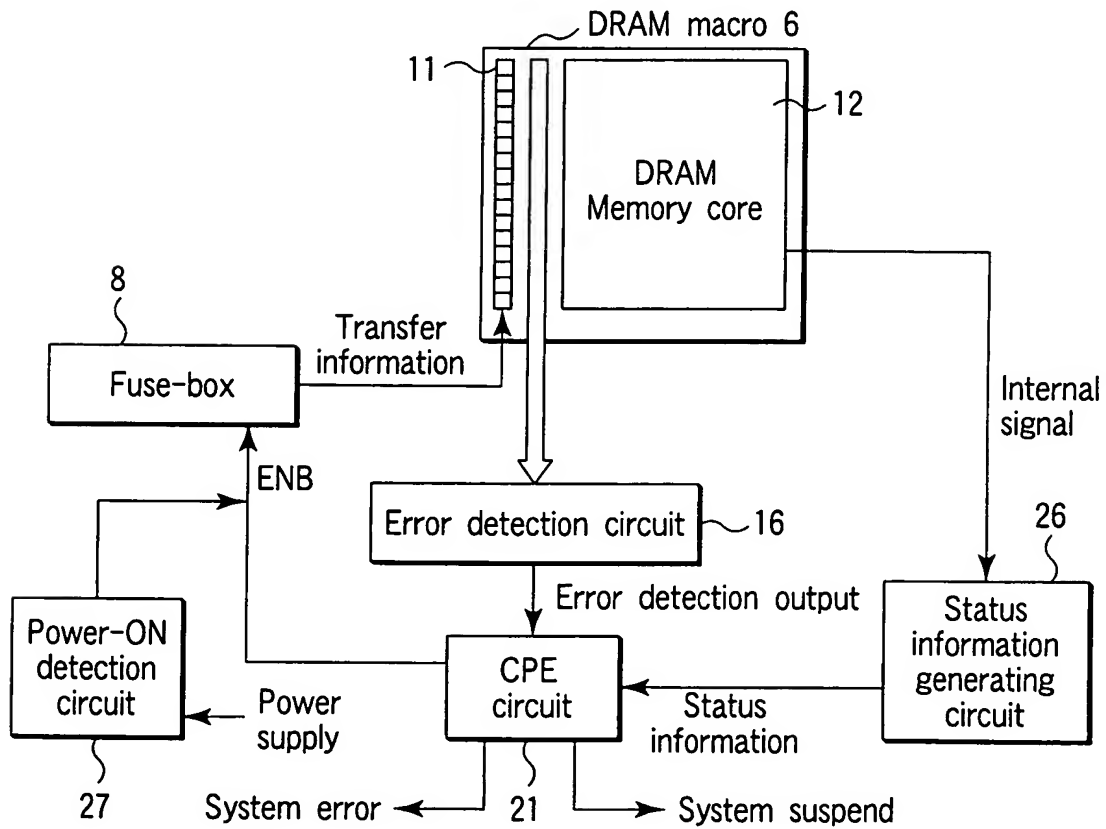 DRAM macro 6
11
12
DRAM
Memory core
8
Transfer
information
Fuse-box
Internal
signal
ENB
Error detection circuit
16
26
Error detection output
Power-ON
detection
circuit
CPE
circuit
Status
information
generating
circuit
Power
supply
Status
information
27
System error
21
System suspend